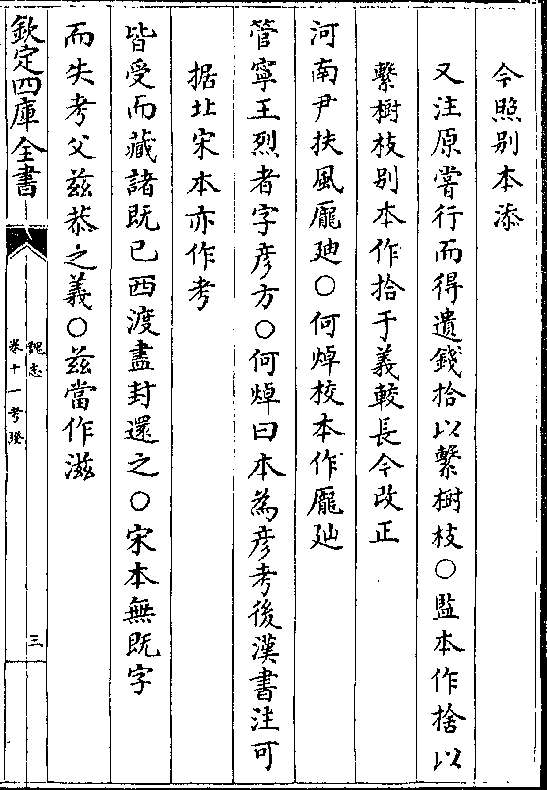 今照别本添
又注原嘗行而得遺錢拾以繫樹枝○監本作捨以
繫樹枝别本作拾于義較長今改正
河南尹扶風龎廸○何焯校本作龎廸
管寧王烈者字彦方○何焯曰本為彦考後漢書注可
据北宋本亦作考
皆受而藏諸既已西渡盡封還之○宋本無既字
而失考父兹恭之義○兹當作滋
欽定四庫全書
魏志
卷十一考證
三